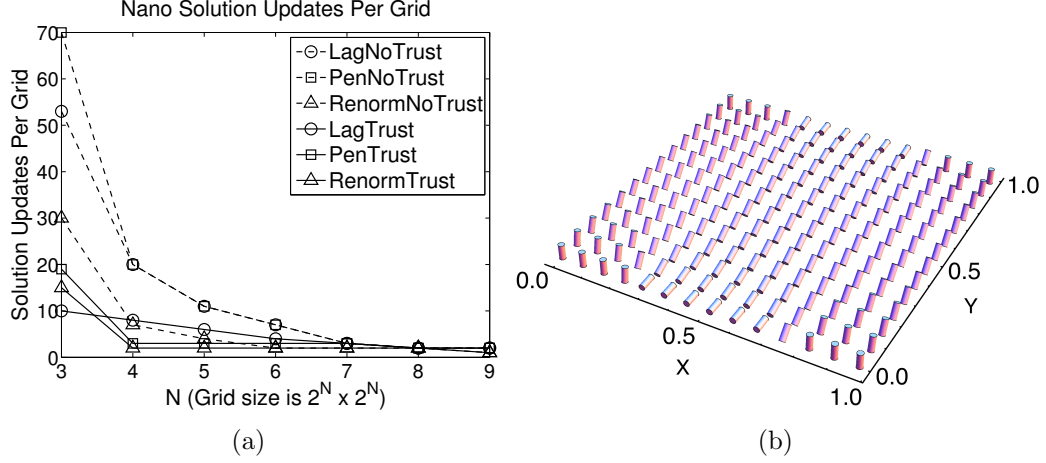 Nano Solution Updates Per Grid
Solution Updates Per Grid
70
60
50
40
30
20
10
0
3 4 5 6 7 8 9
N (Grid size is 2^N x 2^N)
LagNoTrust
PenNoTrust
RenormNoTrust
LagTrust
PenTrust
RenormTrust
(a)
0.0
0.5
X
1.0
0.0
0.5
Y
1.0
(b)